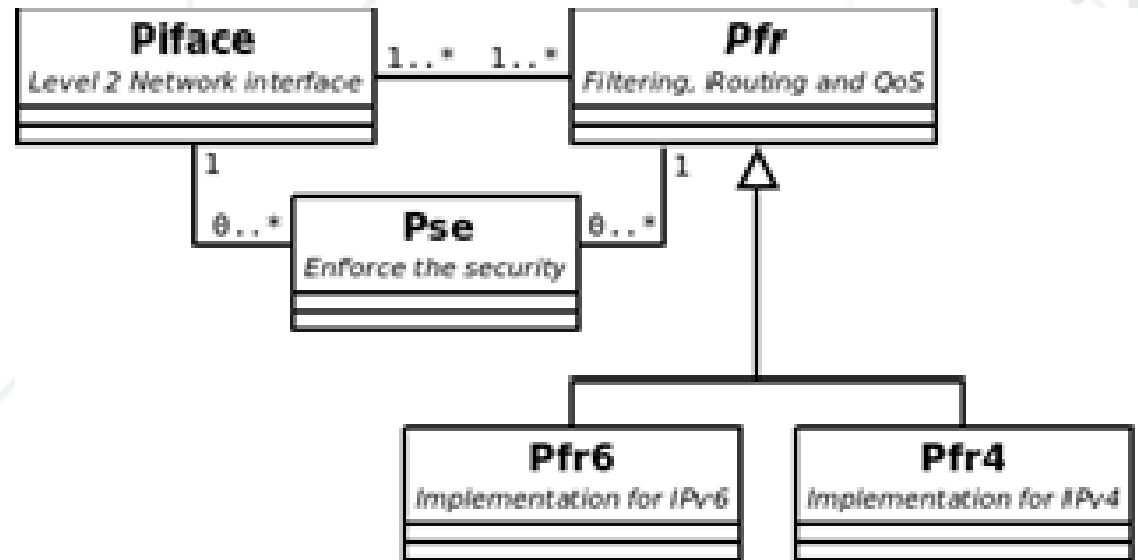 Piface
Level 2 Network interface
1..* 1..*
Pfr
Filtering, Routing and QoS
1
1
0..*
Pse
Enforce the security
0..*
Pfr6
Implementation for IPv6
Pfr4
Implementation for IPv4